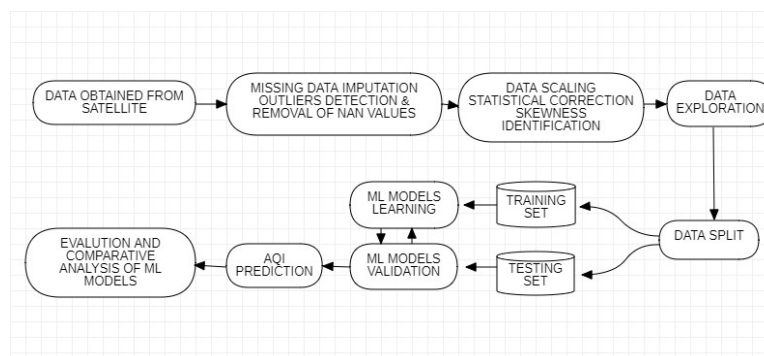 DATA OBTAINED FROM
SATELLITE
MISSING DATA IMPUTATION
OUTLIERS DETECTION &
REMOVAL OF NAN VALUES
DATA SCALING
STATISTICAL CORRECTION
SKEWNESS
IDENTIFICATION
DATA
EXPLORATION
DATA SPLIT
TRAINING
SET
TESTING
SET
ML MODELS
LEARNING
ML MODELS
VALIDATION
AQI
PREDICTION
EVALUTION AND
COMPARATIVE
ANALYSIS OF ML
MODELS